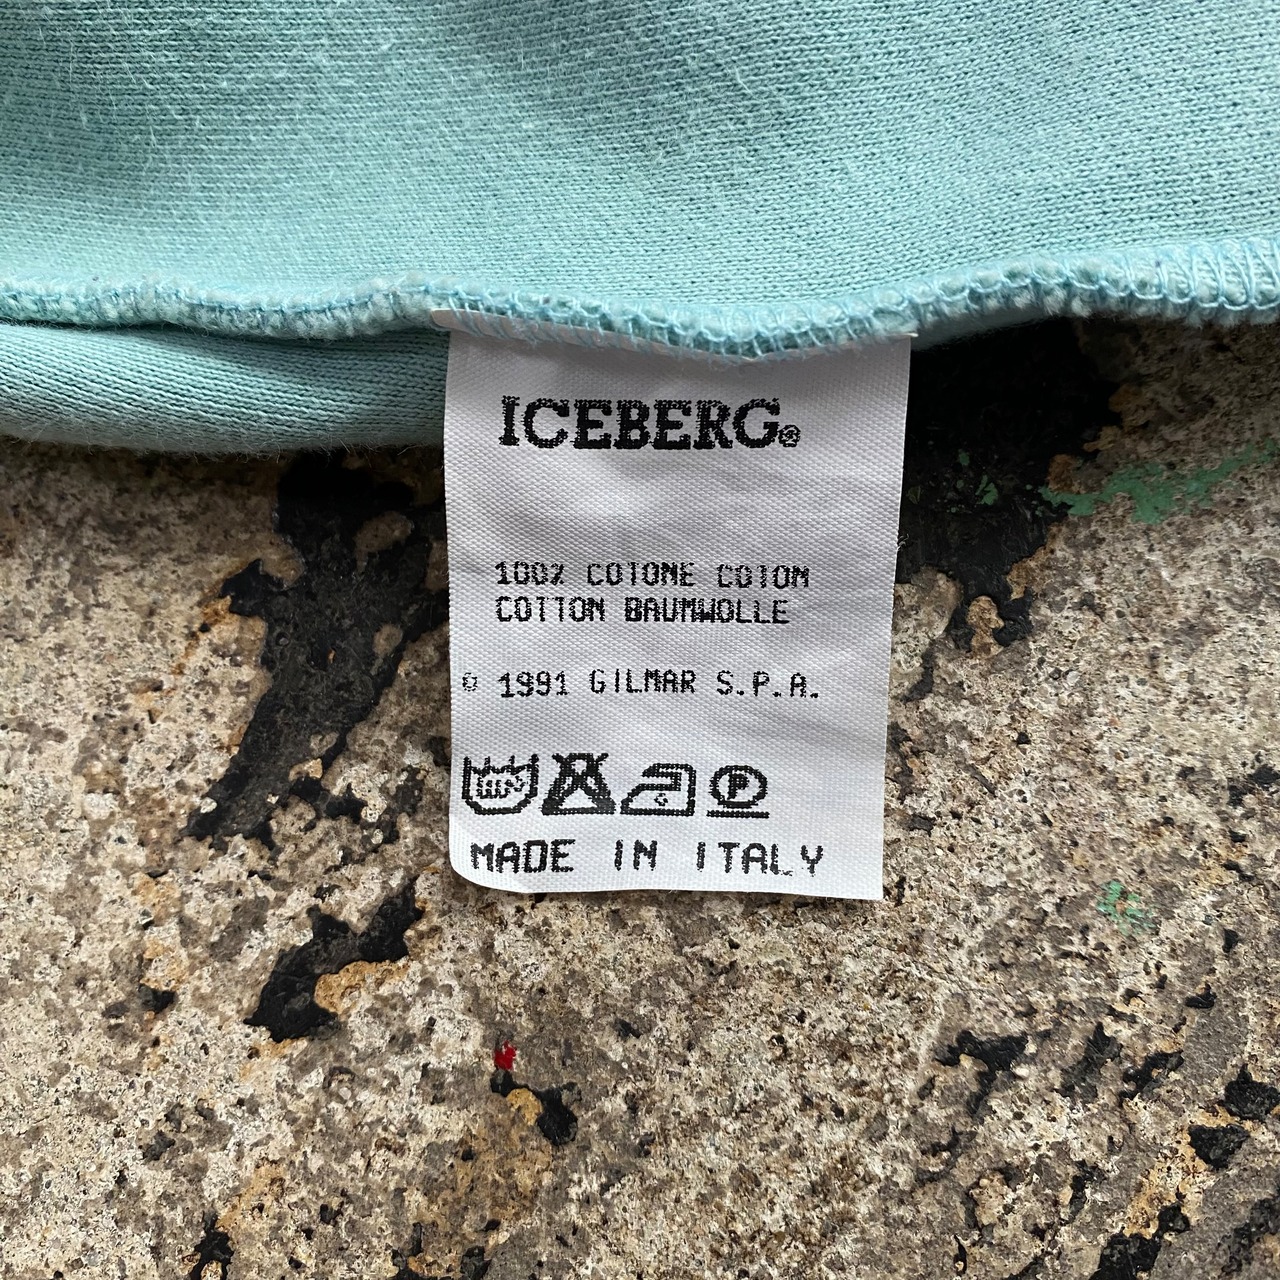 ICEBERG®
100% COTONE COTON
COTTON BAUMWOLLE
© 1991 GILMAR S.P.A.
P
MADE IN ITALY